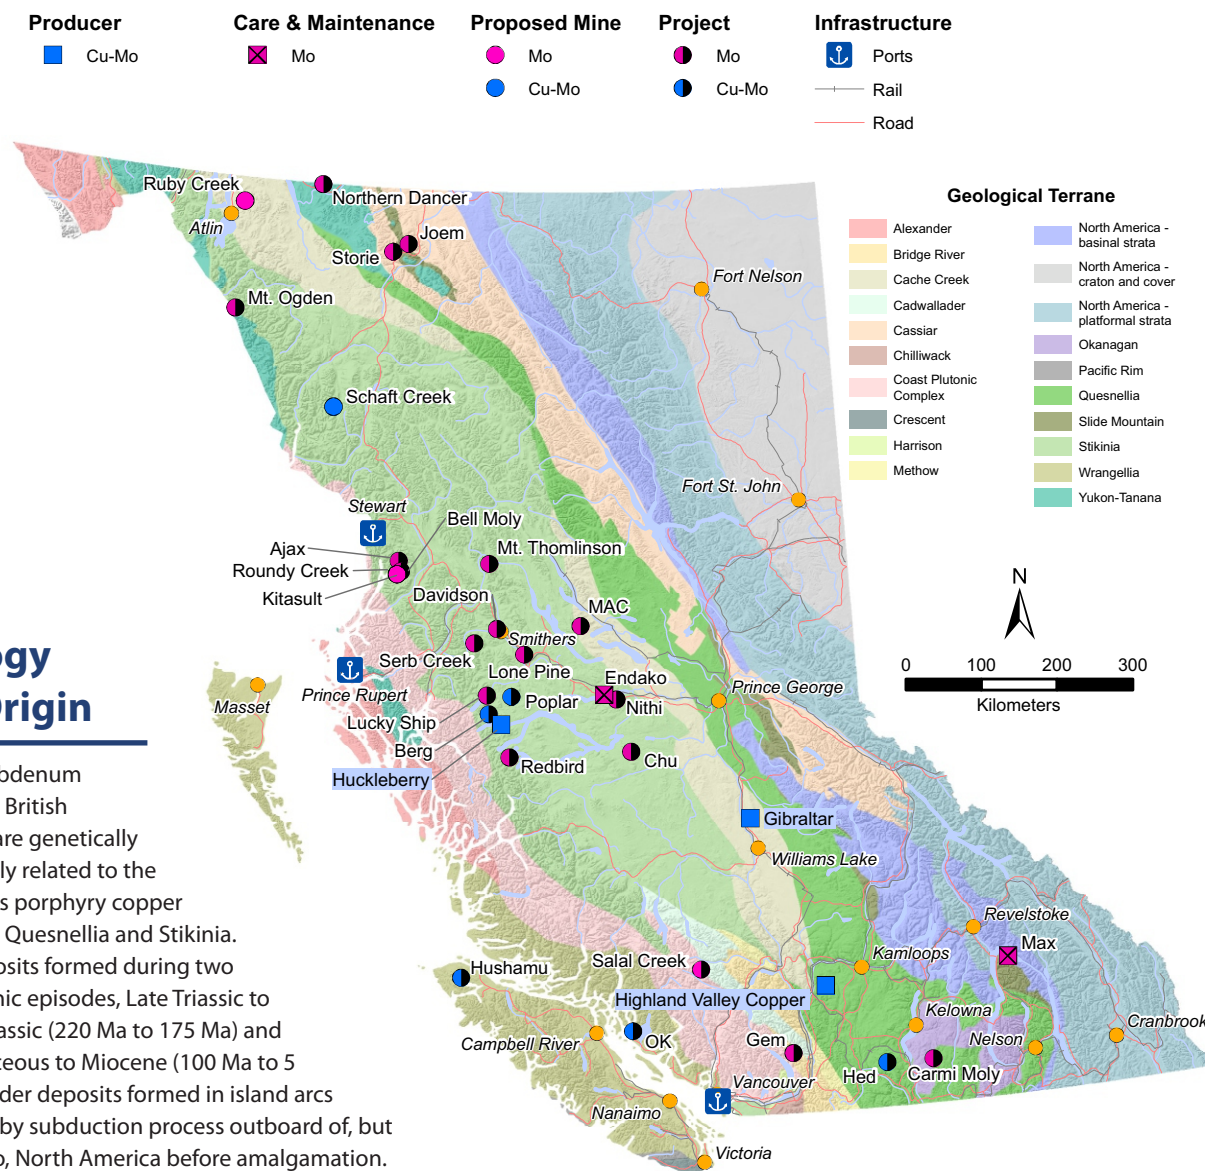 Producer
Cu-Mo
Care & Maintenance
Mo
Proposed Mine
Mo
Cu-Mo
Project
Mo
Cu-Mo
Infrastructure
Ports
Rail
Road
Geological Terrane
Alexander
Bridge River
Cache Creek
Cadwallader
Cassiar
Chilliwack
Coast Plutonic
Complex
Crescent
Harrison
Methow
North America -
basinal strata
North America -
craton and cover
North America -
platformal strata
Okanagan
Pacific Rim
Quesnellia
Slide Mountain
Stikinia
Wrangellia
Yukon-Tanana
N
0 100 200 300
Kilometers
Ruby Creek
Atlin
Northern Dancer
Joem
Storie
Mt. Ogden
Fort Nelson
Schaft Creek
Fort St. John
Stewart
Bell Moly
Ajax
Roundy Creek
Kitasult
Mt. Thomlinson
Davidson
MAC
Smithers
Serb Creek
Lone Pine
Endako
Prince Rupert
Masset
Poplar
Nithi
Prince George
Lucky Ship
Berg
Huckleberry
Redbird
Chu
Gibraltar
Williams Lake
Revelstoke
Max
Kamloops
Salal Creek
Hushamu
Highland Valley Copper
Kelowna
Cranbrook
Nelson
Campbell River
OK
Gem
Hed
Carmi Moly
Vancouver
Nanaimo
Victoria
ogy
Origin
bdenum
British
are genetically
ly related to the
s porphyry copper
Quesnellia and Stikinia.
osits formed during two
nic episodes, Late Triassic to
assic (220 Ma to 175 Ma) and
teous to Miocene (100 Ma to 5
lder deposits formed in island arcs
by subduction process outboard of, but
o, North America before amalgamation.